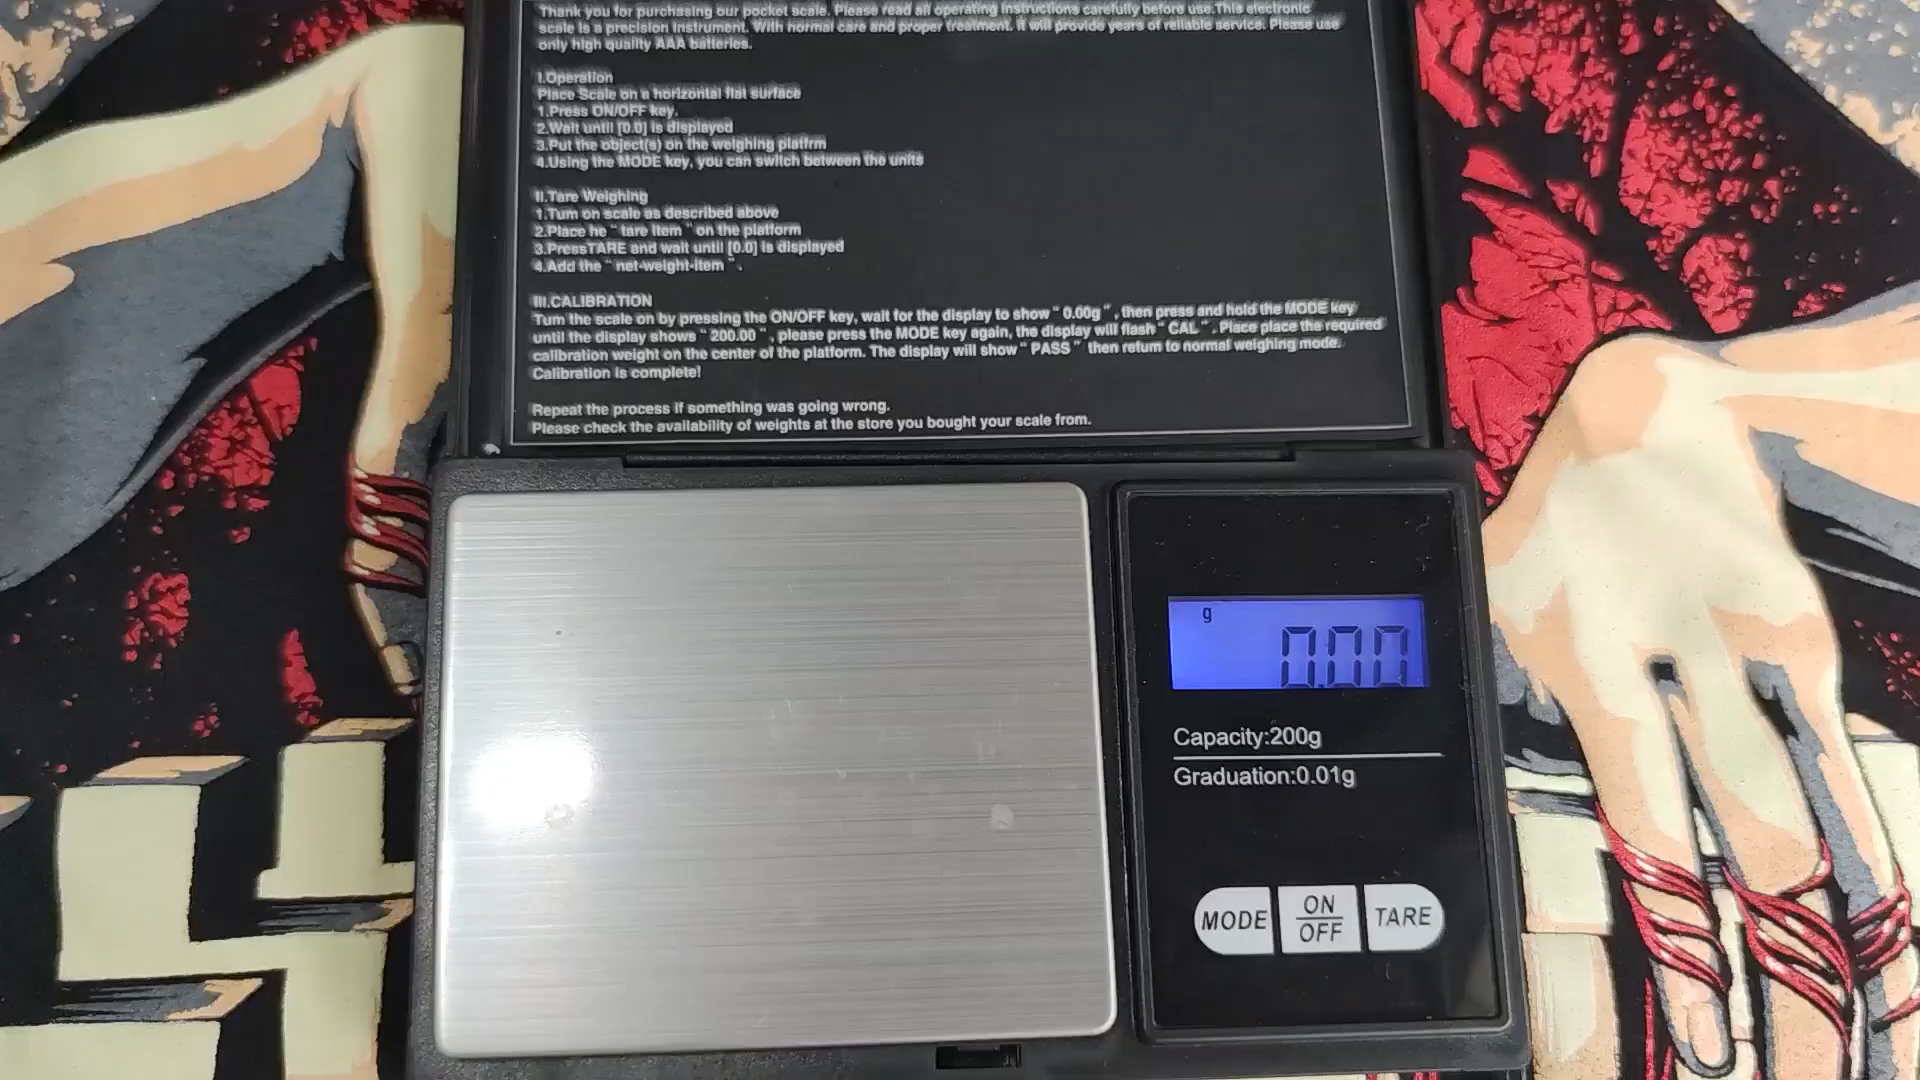 Thank you for purchasing our pocket scale. Please read all operating instructions carefully before use.This electronic
scale is a precision instrument. With normal care and proper treatment. it will provide years of reliable service. Please use
only high quality AAA batteries.
I.Operation
Place Scale on a horizontal flat surface
1.Press ON/OFF key.
2.Wait until [0.0] is displayed
3.Put the object(s) on the weighing platfrm
4.Using the MODE key, you can switch between the units
II.Tare Weighing
1.Turn on scale as described above
2.Place he " tare item " on the platform
3.PressTARE and wait until [0.0] is displayed
4.Add the " net-weight-item " .
III.CALIBRATION
Turn the scale on by pressing the ON/OFF key, wait for the display to show " 0.00g " , then press and hold the MODE key
until the display shows " 200.00 " , please press the MODE key again, the display will flash " CAL " . Place place the required
calibration weight on the center of the platform. The display will show " PASS " then return to normal weighing mode.
Calibration is complete!
Repeat the process if something was going wrong.
Please check the availability of weights at the store you bought your scale from.
g
0.00
Capacity:200g
Graduation:0.01g
MODE
ON
OFF
TARE